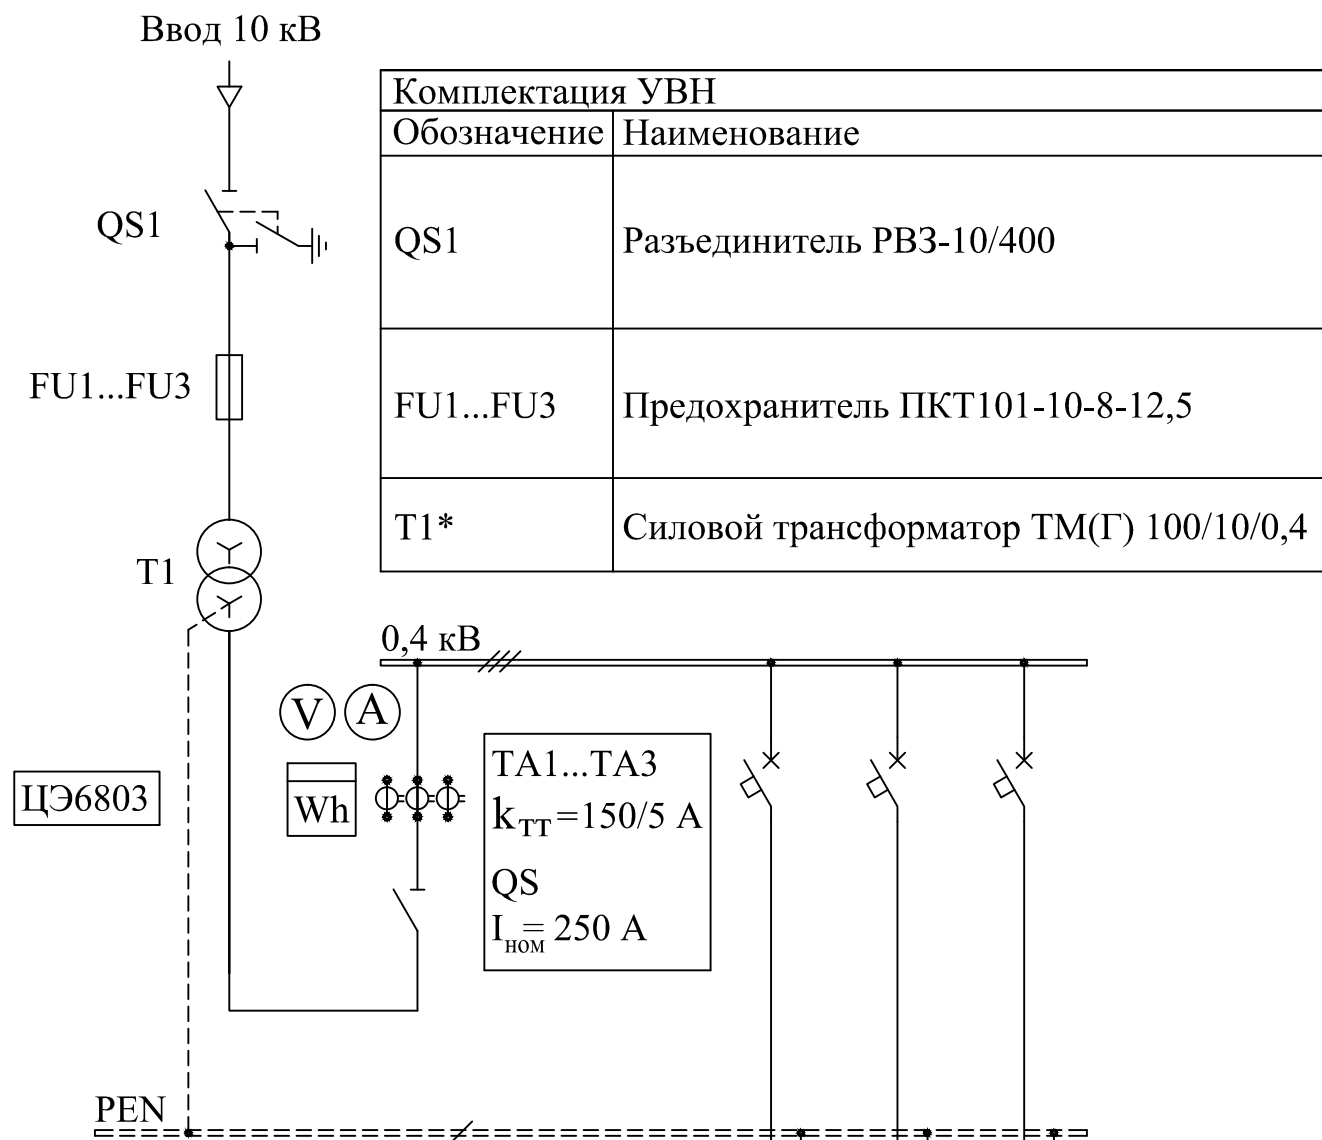 Ввод 10 кВ
Комплектация УВН
Обозначение Наименование
QS1
QS1 Разъединитель РВЗ-10/400
FU1...FU3
FU1...FU3 Предохранитель ПКТ101-10-8-12,5
T1* Силовой трансформатор ТМ(Г) 100/10/0,4
T1
0,4 кВ
V A
ЦЭ6803
Wh
TA1...TA3
kТТ=150/5 А
QS
Iном= 250 А
PEN